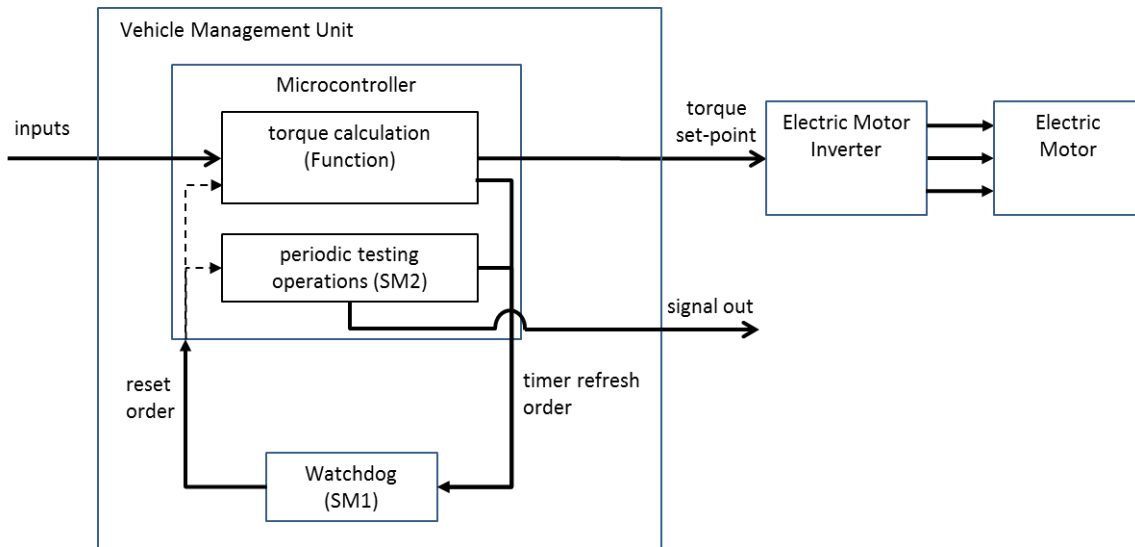 Vehicle Management Unit
Microcontroller
inputs
torque calculation
(Function)
torque
set-point
Electric Motor
Inverter
Electric
Motor
periodic testing
operations (SM2)
signal out
reset
order
timer refresh
order
Watchdog
(SM1)